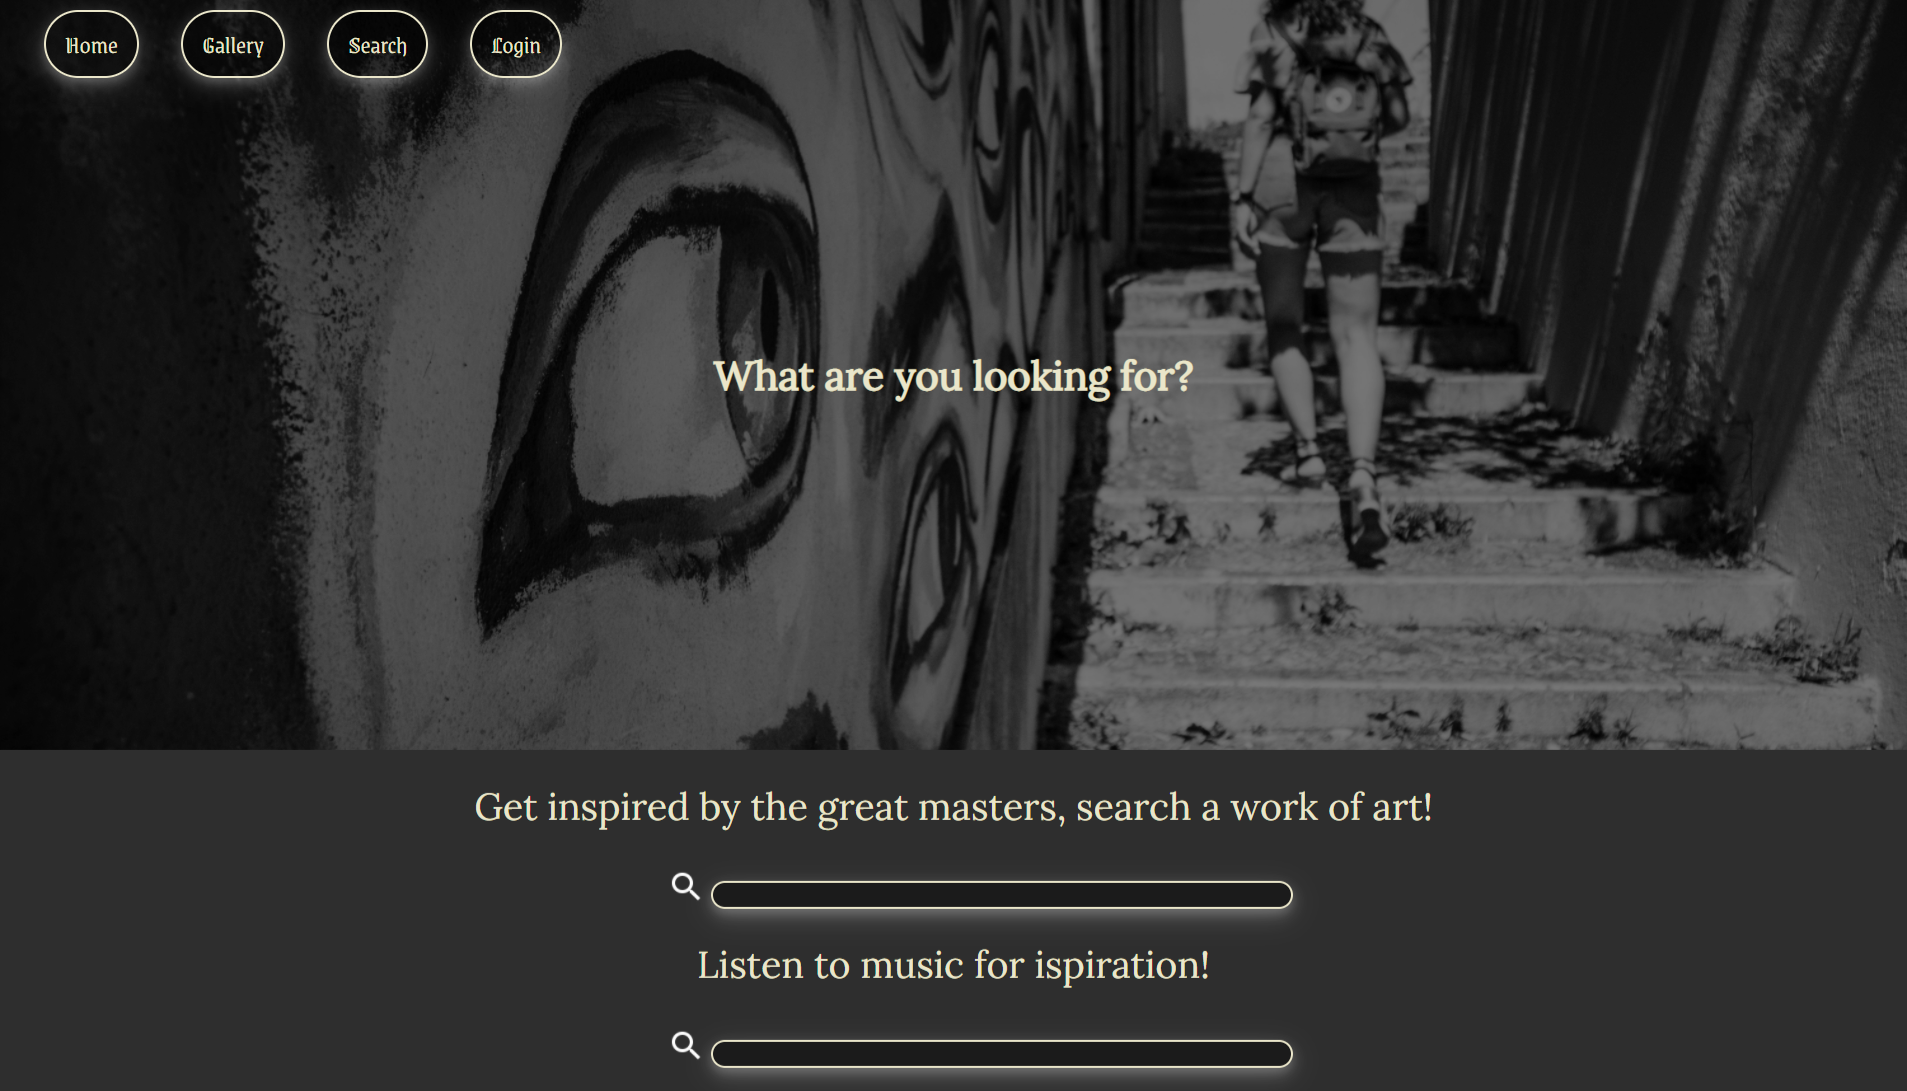 Home
Gallery
Search
Login
What are you looking for?
Get inspired by the great masters, search a work of art!
Listen to music for ispiration!